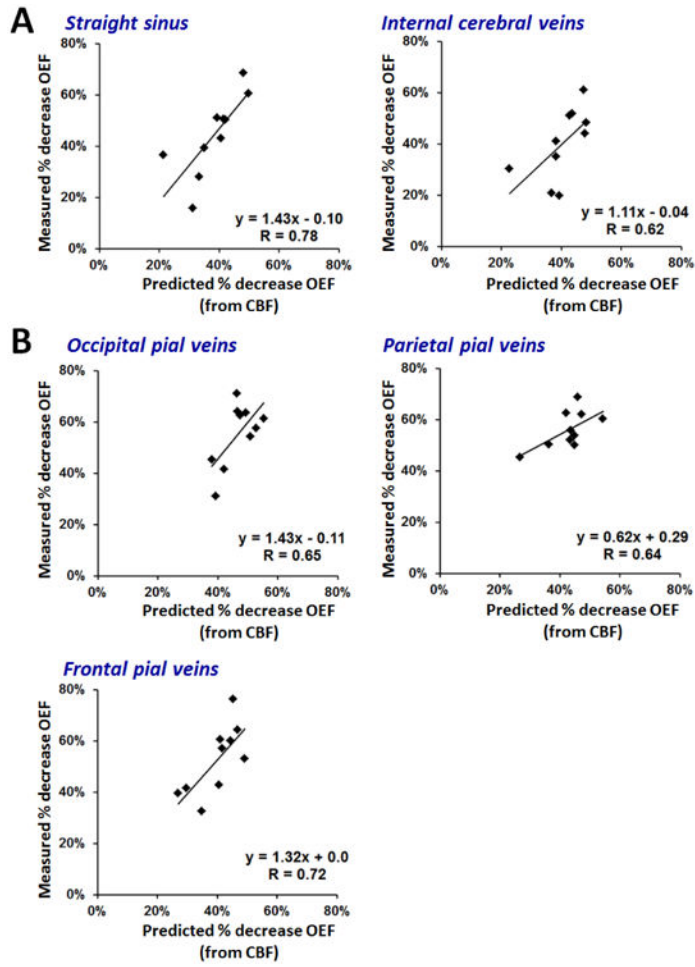 A
Straight sinus
Measured % decrease OEF
80%
60%
40%
20%
0%
y = 1.43x - 0.10
R = 0.78
0% 20% 40% 60% 80%
Predicted % decrease OEF
(from CBF)
Internal cerebral veins
Measured % decrease OEF
80%
60%
40%
20%
0%
y = 1.11x - 0.04
R = 0.62
0% 20% 40% 60% 80%
Predicted % decrease OEF
(from CBF)
B
Occipital pial veins
Measured % decrease OEF
80%
60%
40%
20%
0%
y = 1.43x - 0.11
R = 0.65
0% 20% 40% 60% 80%
Predicted % decrease OEF
(from CBF)
Parietal pial veins
Measured % decrease OEF
80%
60%
40%
20%
0%
y = 0.62x + 0.29
R = 0.64
0% 20% 40% 60% 80%
Predicted % decrease OEF
(from CBF)
Frontal pial veins
Measured % decrease OEF
80%
60%
40%
20%
0%
y = 1.32x + 0.0
R = 0.72
0% 20% 40% 60% 80%
Predicted % decrease OEF
(from CBF)